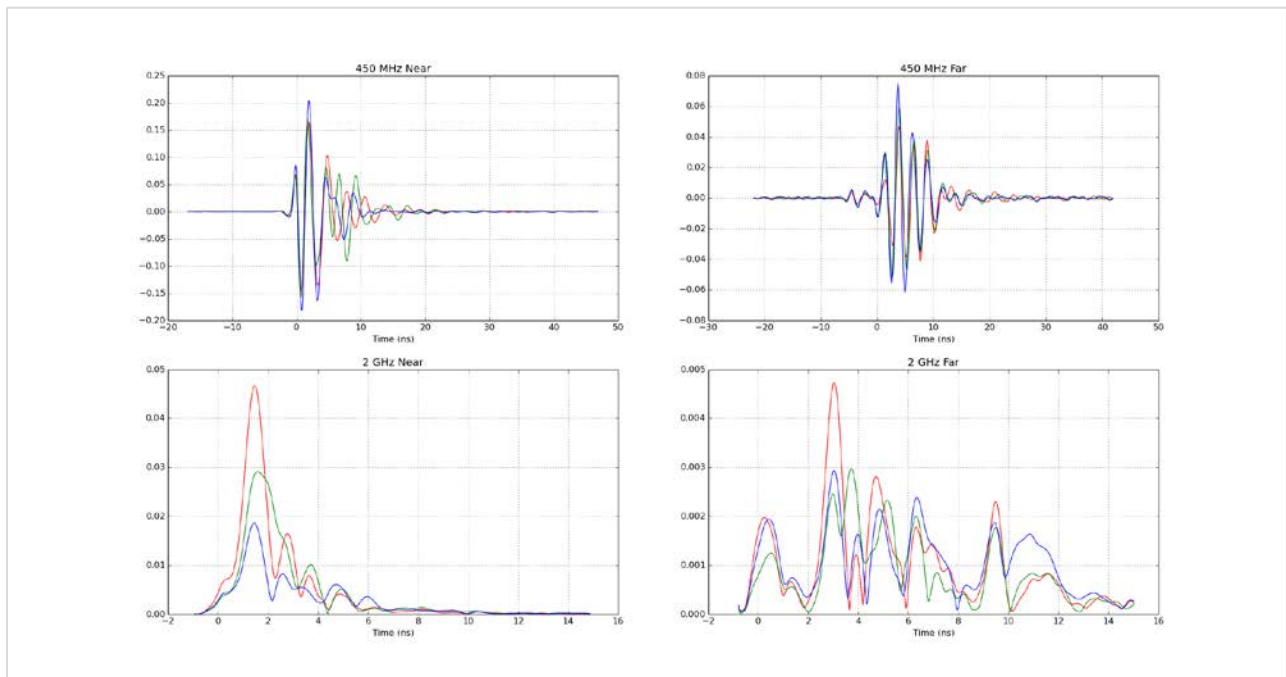 450 MHz Near
0.25
0.20
0.15
0.10
0.05
0.00
−0.05
−0.10
−0.15
−0.20
−20 −10 0 10 20 30 40 50
Time (ns)
450 MHz Far
0.08
0.06
0.04
0.02
0.00
−0.02
−0.04
−0.06
−0.08
−30 −20 −10 0 10 20 30 40 50
Time (ns)
2 GHz Near
0.05
0.04
0.03
0.02
0.01
0.00
−2 0 2 4 6 8 10 12 14 16
Time (ns)
2 GHz Far
0.005
0.004
0.003
0.002
0.001
0.000
−2 0 2 4 6 8 10 12 14 16
Time (ns)